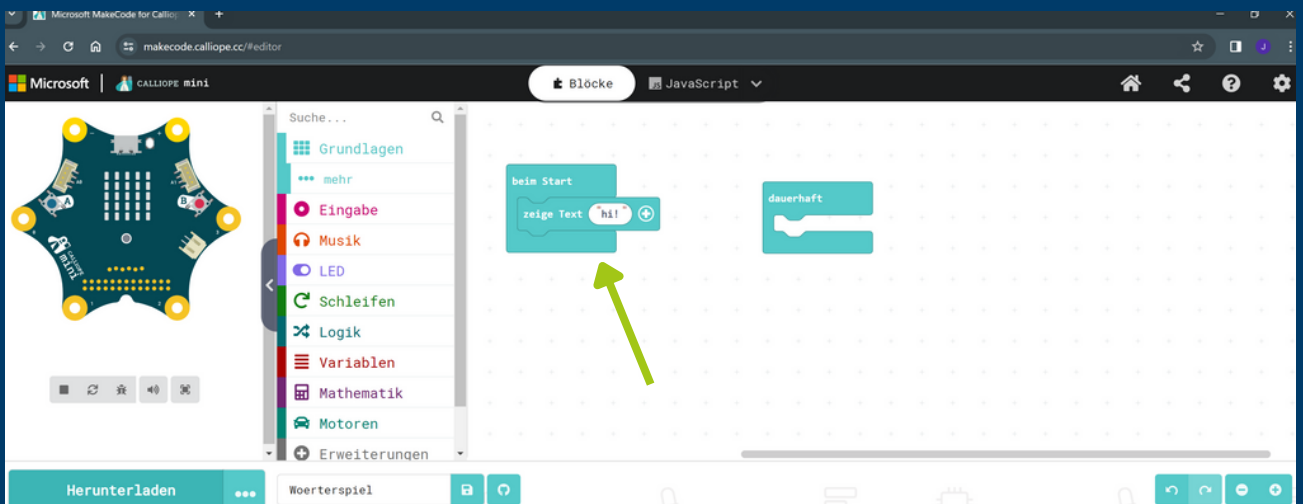 Microsoft MakeCode for Calliop
makecode.calliope.cc/#editor
J
Microsoft
CALLIOPE mini
Blöcke
JavaScript
Suche...
Grundlagen
mehr
Eingabe
Musik
LED
Schleifen
Logik
Variablen
Mathematik
Motoren
Erweiterungen
beim Start
zeige Text "hi!"
dauerhaft
A
B
mini
Herunterladen
Woerterspiel